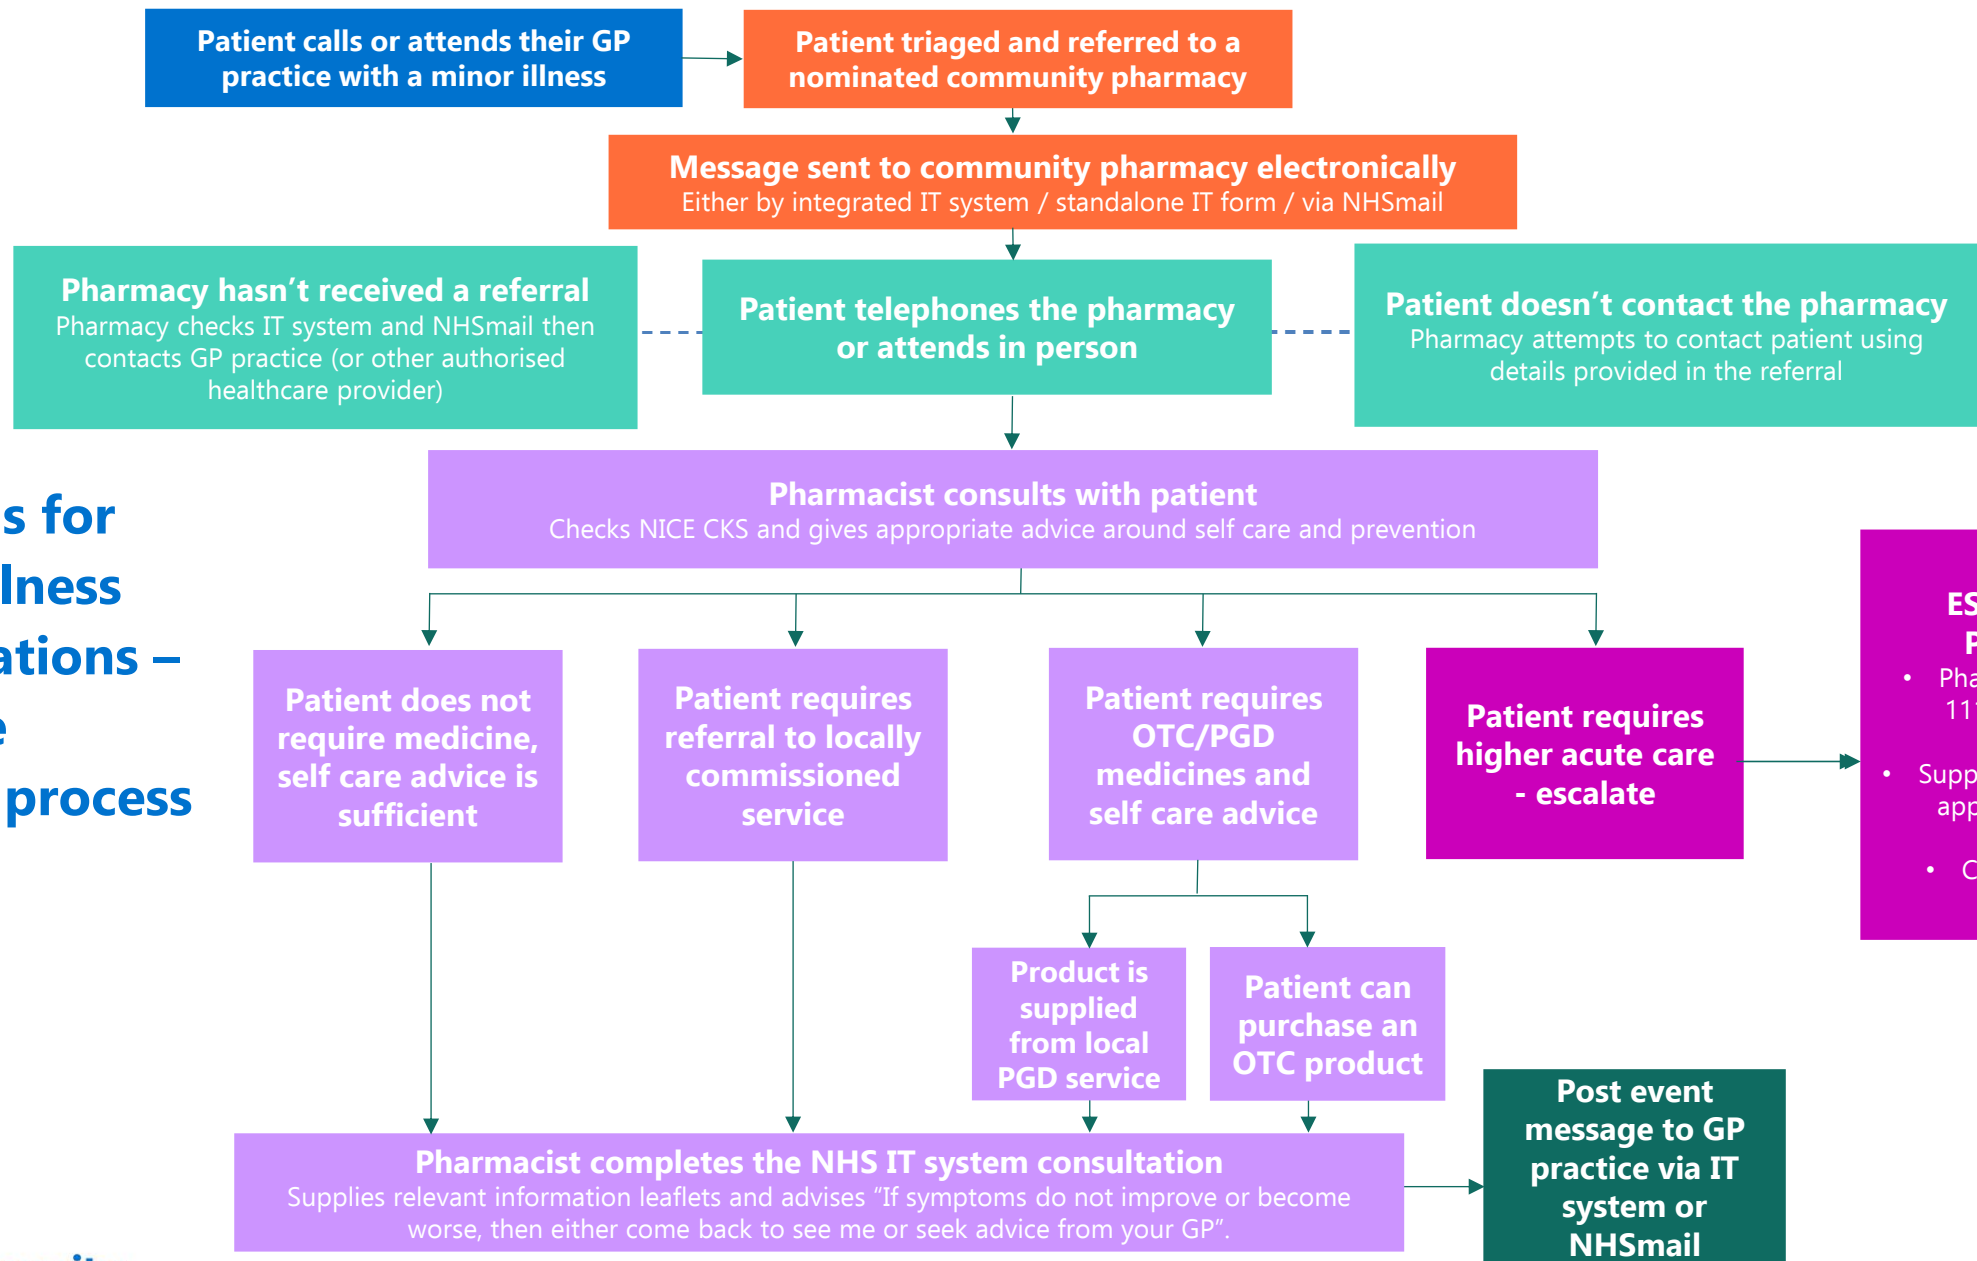 Patient calls or attends their GP
practice with a minor illness
Patient triaged and referred to a
nominated community pharmacy
Message sent to community pharmacy electronically
Either by integrated IT system / standalone IT form / via NHSmail
Pharmacy hasn’t received a referral
Pharmacy checks IT system and NHSmail then
contacts GP practice (or other authorised
healthcare provider)
Patient telephones the pharmacy
or attends in person
Patient doesn’t contact the pharmacy
Pharmacy attempts to contact patient using
details provided in the referral
Pharmacist consults with patient
Checks NICE CKS and gives appropriate advice around self care and prevention
s for
lness
ations –
e
process
Patient does not
require medicine,
self care advice is
sufficient
Patient requires
referral to locally
commissioned
service
Patient requires
OTC/PGD
medicines and
self care advice
Patient requires
higher acute care
- escalate
ES
P
• Pha
11
• Supp
app
• C
Product is
supplied
from local
PGD service
Patient can
purchase an
OTC product
Pharmacist completes the NHS IT system consultation
Supplies relevant information leaflets and advises “If symptoms do not improve or become
worse, then either come back to see me or seek advice from your GP”.
Post event
message to GP
practice via IT
system or
NHSmail